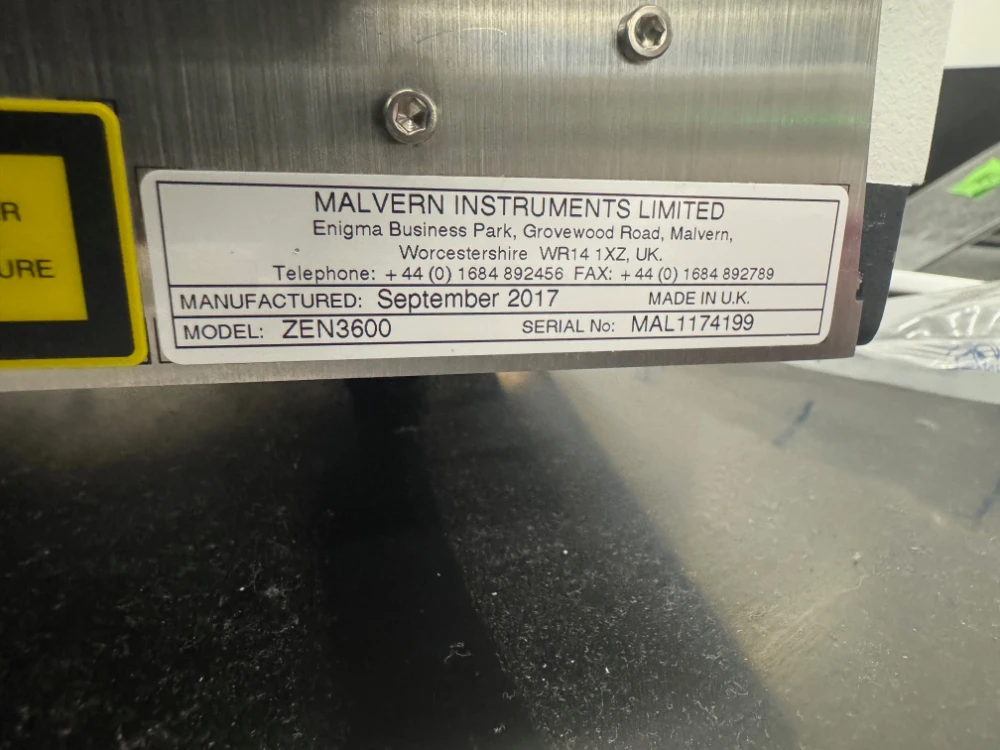 R
URE
MALVERN INSTRUMENTS LIMITED
Enigma Business Park, Grovewood Road, Malvern,
Worcestershire WR14 1XZ, UK.
Telephone: +44 (0) 1684 892456 FAX: +44 (0) 1684 892789
MANUFACTURED: September 2017 MADE IN U.K.
MODEL: ZEN3600 SERIAL No: MAL1174199